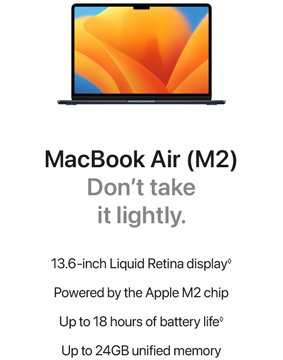 MacBook Air (M2)
Don’t take
it lightly.
13.6-inch Liquid Retina display◊
Powered by the Apple M2 chip
Up to 18 hours of battery life◊
Up to 24GB unified memory